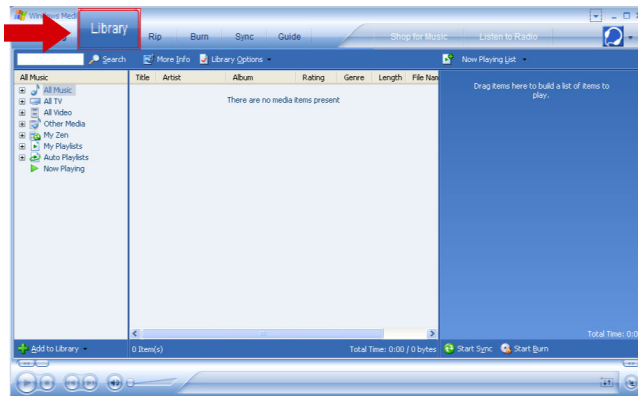 Windows Medi
Library Rip Burn Sync Guide Shop for Music Listen to Radio
Search More Info Library Options Now Playing List
All Music Title Artist Album Rating Genre Length File Nan
All Music
All TV
All Video
Other Media
My Zen
My Playlists
Auto Playlists
Now Playing
There are no media items present
Drag items here to build a list of items to
play.
Total Time: 0:0
Add to Library 0 Item(s) Total Time: 0:00 / 0 bytes Start Sync Start Burn